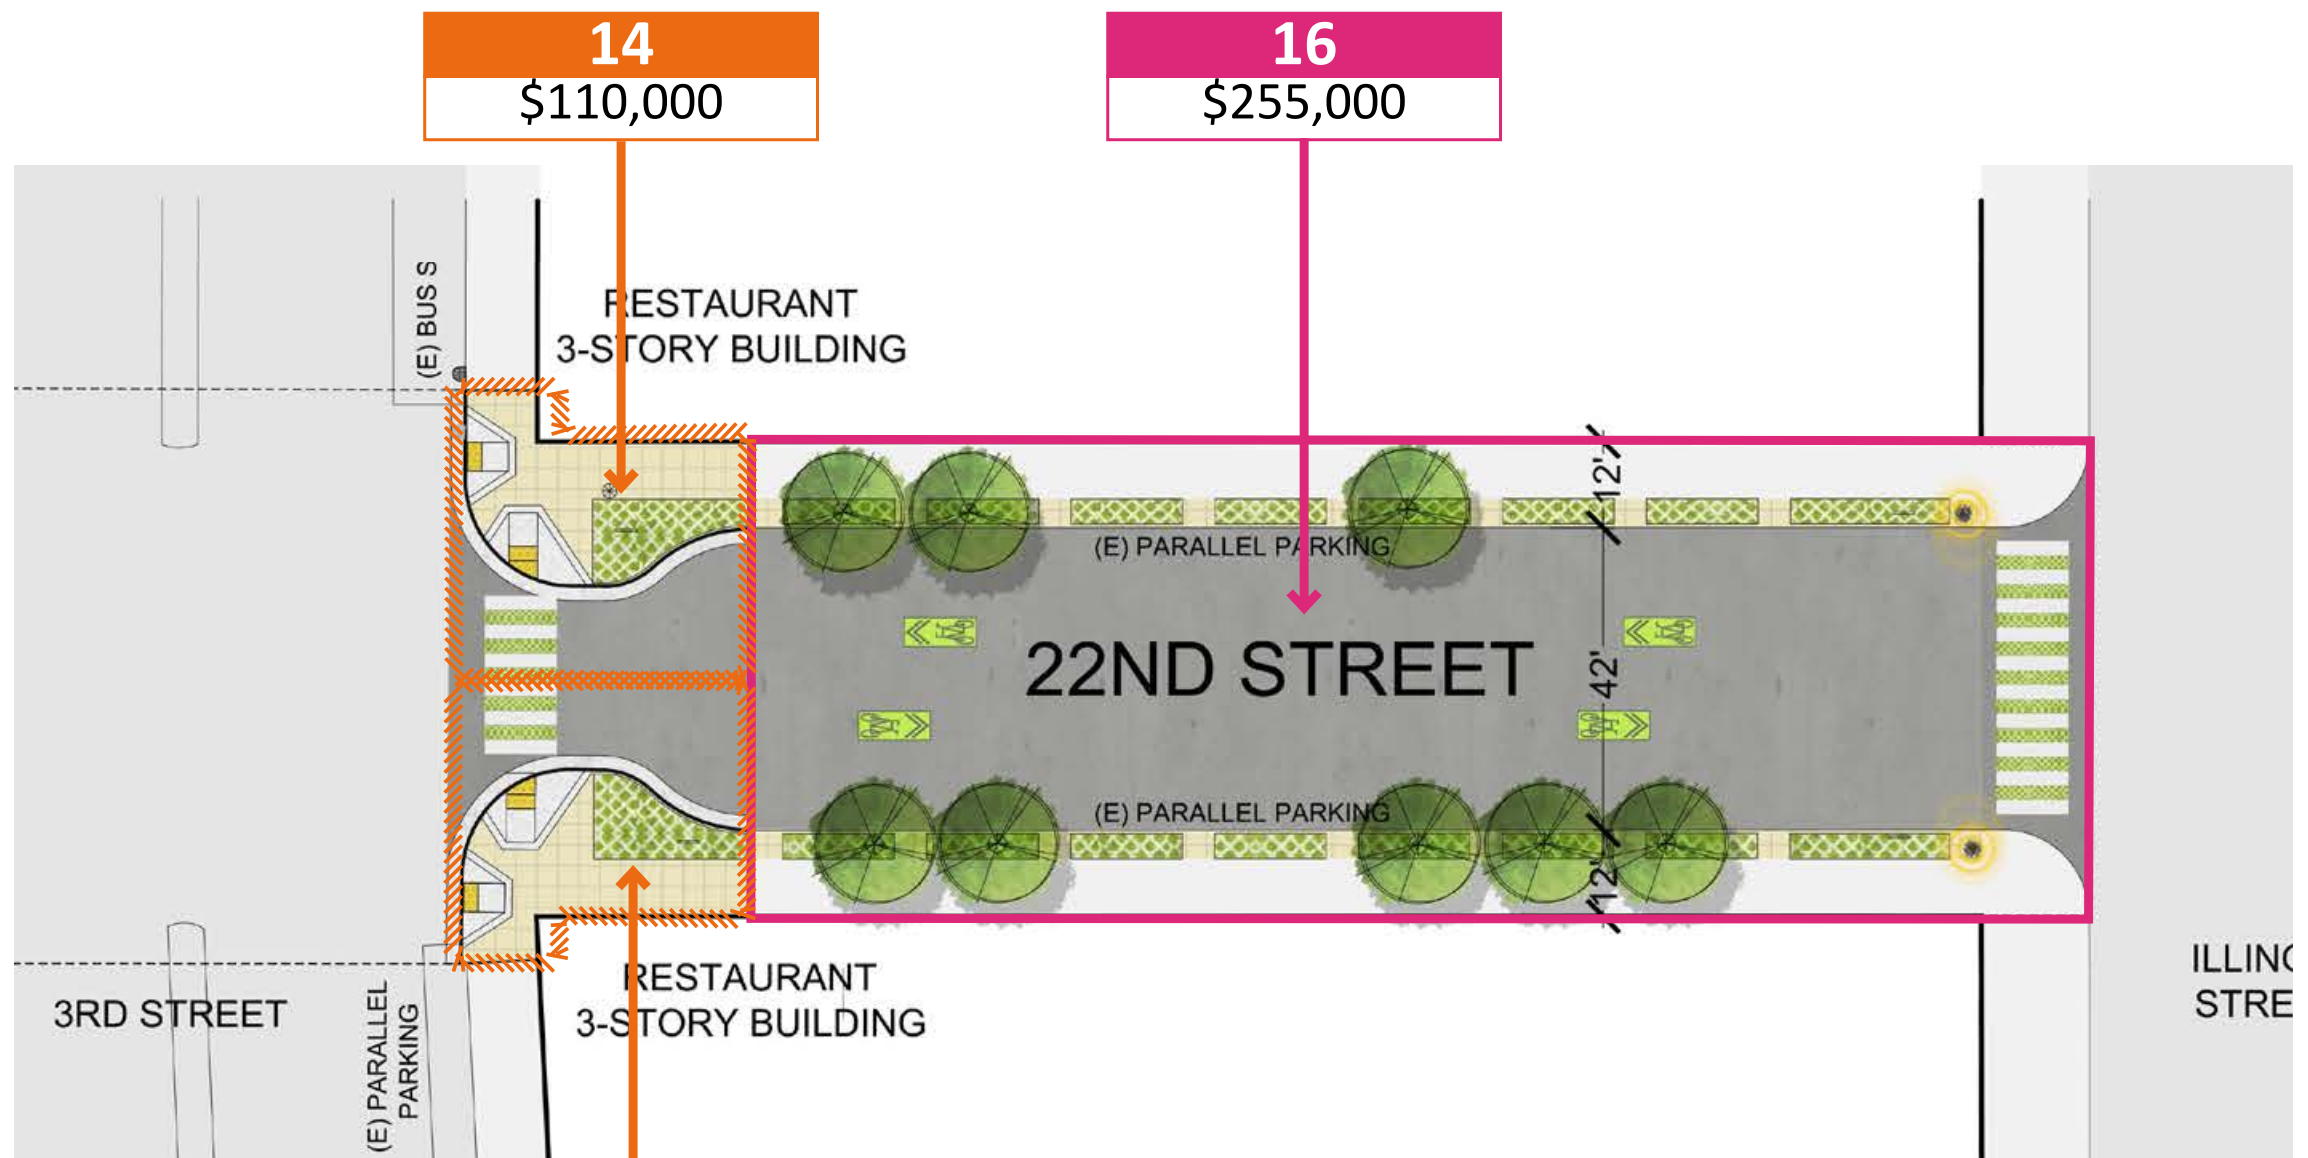 14
$110,000
16
$255,000
(E) BUS S
RESTAURANT
3-STORY BUILDING
12'
(E) PARALLEL PARKING
22ND STREET
42'
(E) PARALLEL PARKING
12'
RESTAURANT
3-STORY BUILDING
3RD STREET
(E) PARALLEL
PARKING
ILLINO
STRE